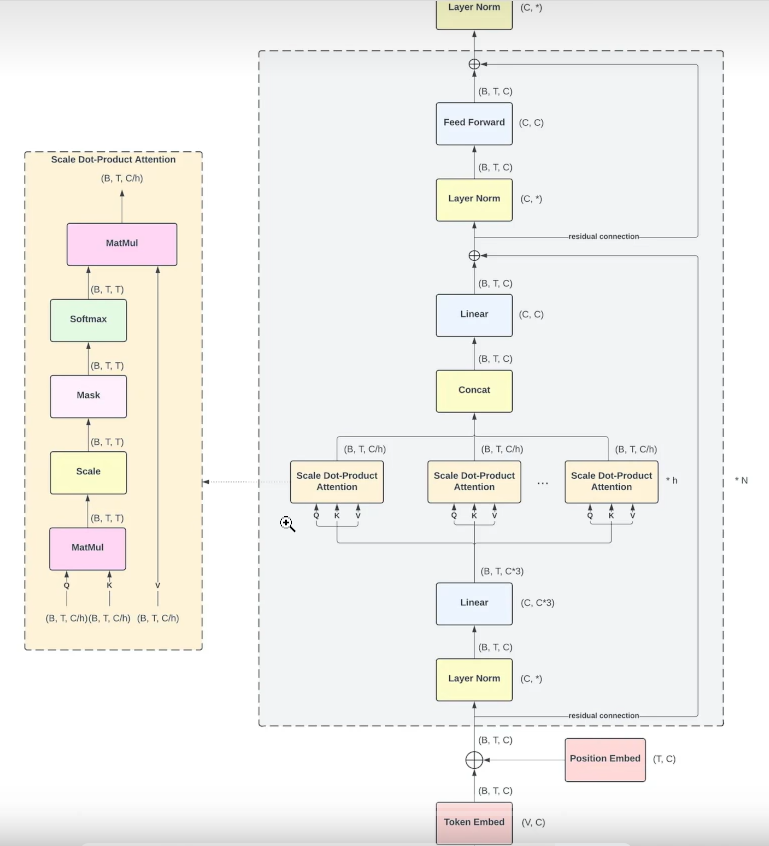 Layer Norm (C, *)
(B, T, C)
Feed Forward (C, C)
(B, T, C)
Layer Norm (C, *)
residual connection
(B, T, C)
Linear (C, C)
(B, T, C)
Concat
(B, T, C/h) (B, T, C/h) (B, T, C/h)
Scale Dot-Product Scale Dot-Product Scale Dot-Product
Attention Attention ... Attention * h * N
Q K V Q K V Q K V
(B, T, C*3)
Linear (C, C*3)
(B, T, C)
Layer Norm (C, *)
residual connection
(B, T, C)
Position Embed (T, C)
(B, T, C)
Token Embed (V, C)
Scale Dot-Product Attention
(B, T, C/h)
MatMul
(B, T, T)
Softmax
(B, T, T)
Mask
(B, T, T)
Scale
(B, T, T)
MatMul
Q K V
(B, T, C/h) (B, T, C/h) (B, T, C/h)